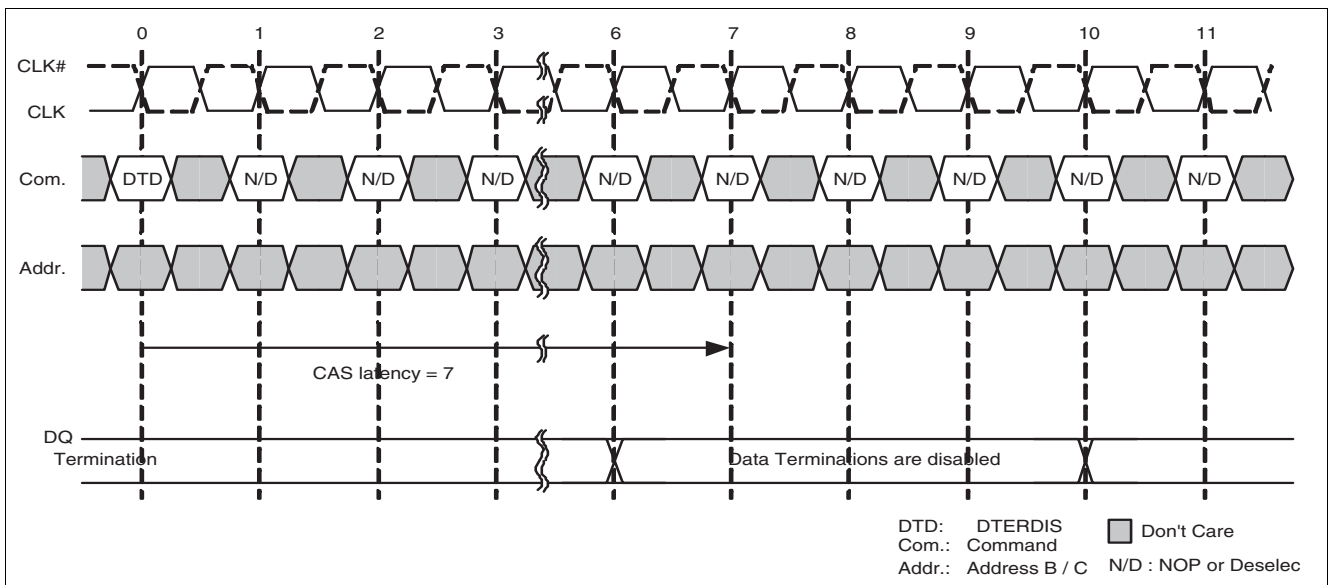 0 1 2 3 6 7 8 9 10 11
CLK#
CLK
Com. DTD N/D N/D N/D N/D N/D N/D N/D N/D N/D
Addr.
CAS latency = 7
DQ
Termination Data Terminations are disabled
DTD: DTERDIS Don't Care
Com.: Command
Addr.: Address B / C N/D : NOP or Deselec